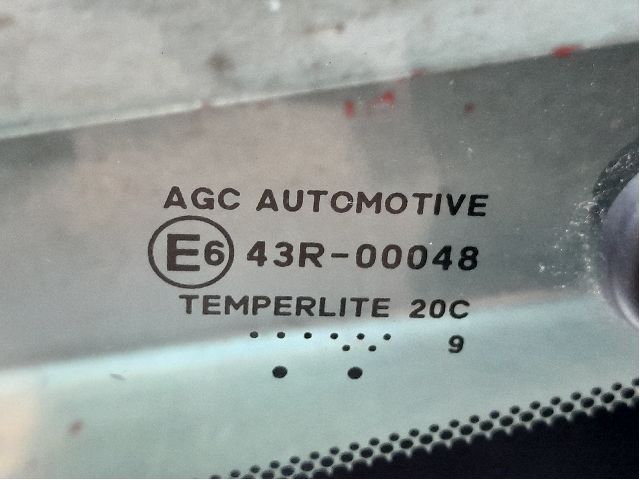 AGC AUTOMOTIVE
E6 43R-00048
TEMPERLITE 20C
9